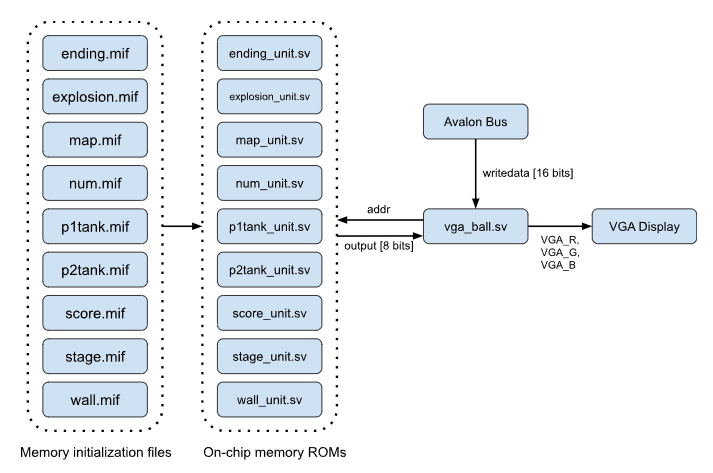 ending.mif
explosion.mif
map.mif
num.mif
p1tank.mif
p2tank.mif
score.mif
stage.mif
wall.mif
Memory initialization files
ending_unit.sv
explosion_unit.sv
map_unit.sv
num_unit.sv
p1tank_unit.sv
p2tank_unit.sv
score_unit.sv
stage_unit.sv
wall_unit.sv
On-chip memory ROMs
addr
output [8 bits]
Avalon Bus
writedata [16 bits]
vga_ball.sv
VGA_R,
VGA_G,
VGA_B
VGA Display